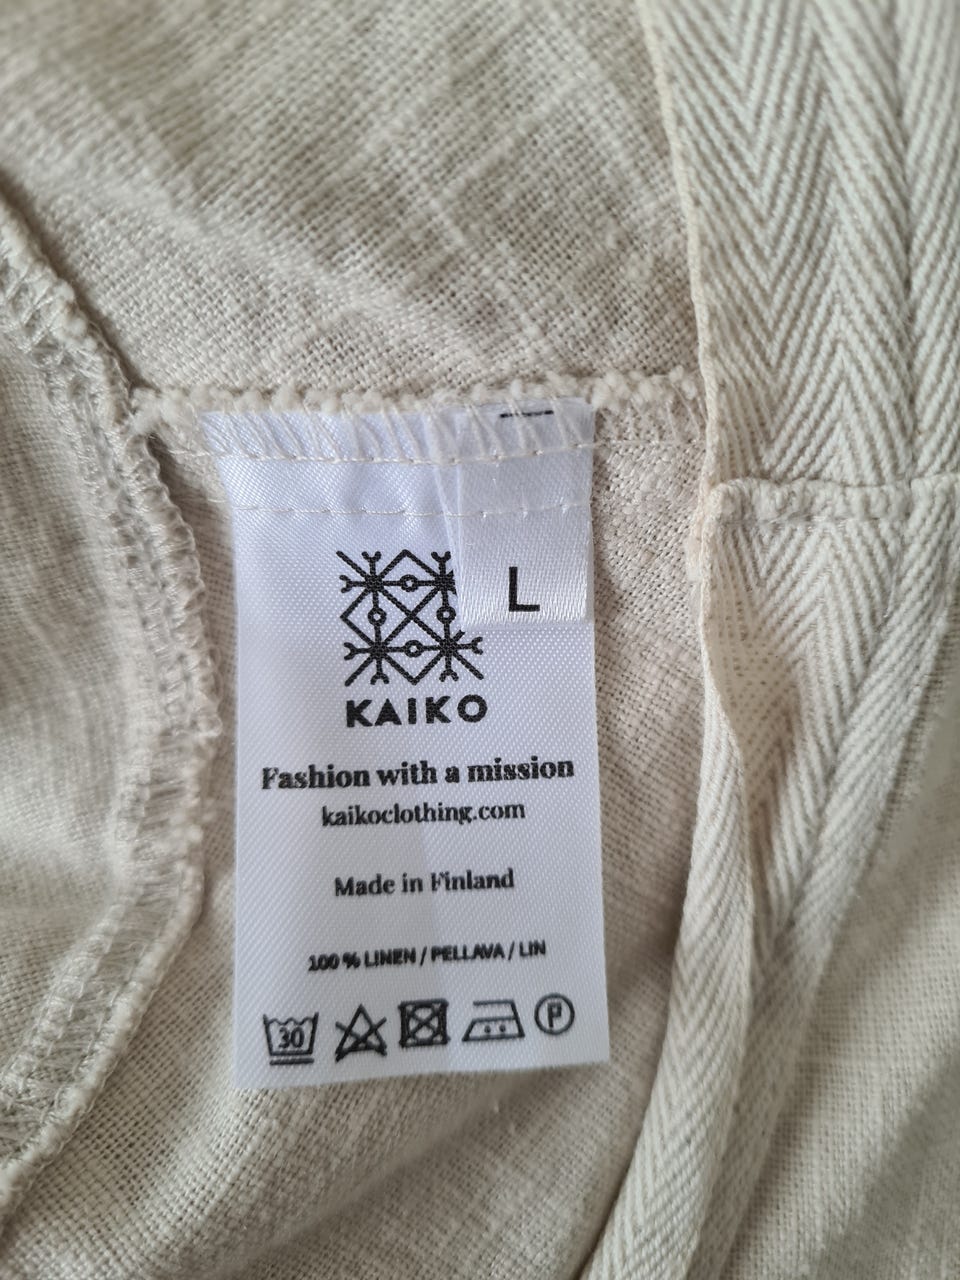 L
KAIKO
Fashion with a mission
kaikoclothing.com
Made in Finland
100 % LINEN / PELLAVA / LIN
30
P